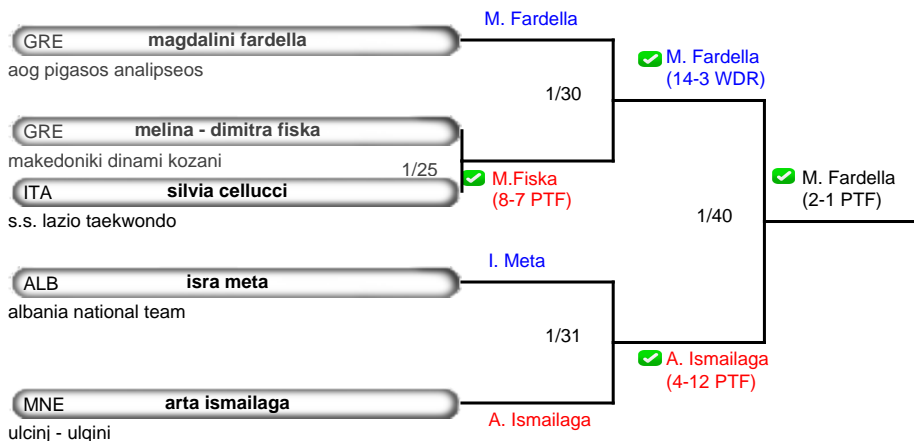 M. Fardella
GRE magdalini fardella
aog pigasos analipseos
M. Fardella
(14-3 WDR)
1/30
GRE melina - dimitra fiska
makedoniki dinami kozani
1/25
M.Fiska
(8-7 PTF)
ITA silvia cellucci
s.s. lazio taekwondo
M. Fardella
(2-1 PTF)
1/40
I. Meta
ALB isra meta
albania national team
1/31
A. Ismailaga
(4-12 PTF)
MNE arta ismailaga
ulcinj - ulqini
A. Ismailaga